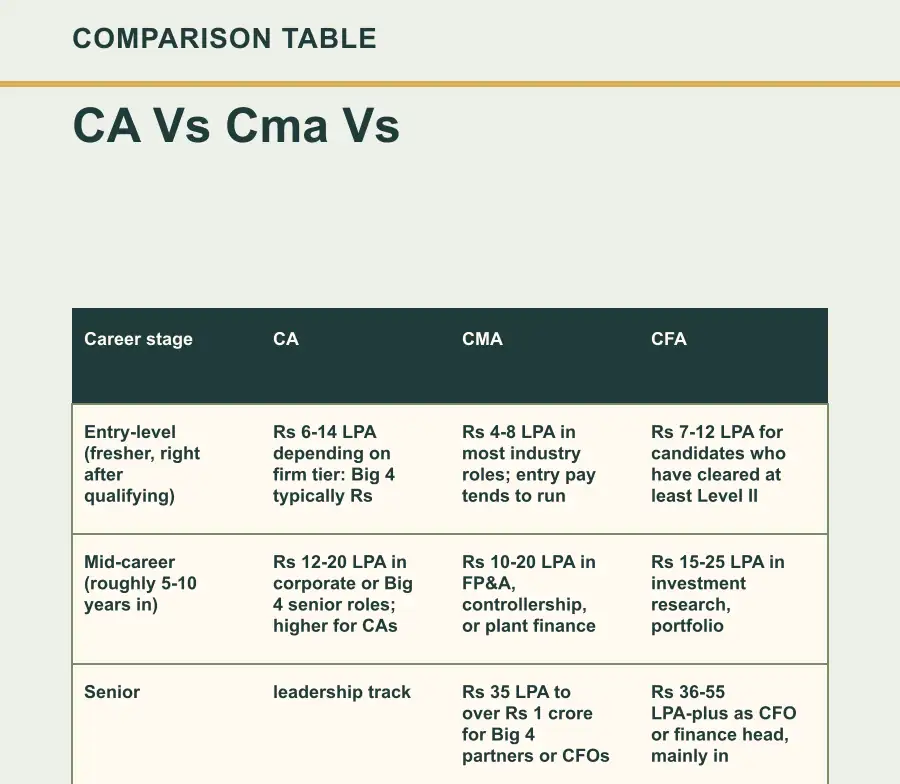 COMPARISON TABLE
CA Vs Cma Vs
Career stage
CA
CMA
CFA
Entry-level
(fresher, right
after
qualifying)
Rs 6-14 LPA
depending on
firm tier: Big 4
typically Rs
Rs 4-8 LPA in
most industry
roles; entry pay
tends to run
Rs 7-12 LPA for
candidates who
have cleared at
least Level II
Mid-career
(roughly 5-10
years in)
Rs 12-20 LPA in
corporate or Big
4 senior roles;
higher for CAs
Rs 10-20 LPA in
FP&A,
controllership,
or plant finance
Rs 15-25 LPA in
investment
research,
portfolio
Senior
leadership track
Rs 35 LPA to
over Rs 1 crore
for Big 4
partners or CFOs
Rs 36-55
LPA-plus as CFO
or finance head,
mainly in